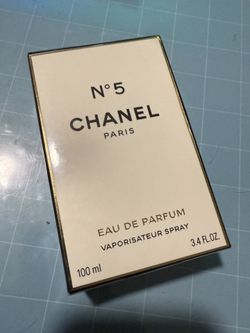 N°5
CHANEL
PARIS
EAU DE PARFUM
VAPORISATEUR SPRAY
100 ml 3.4 FL.OZ.